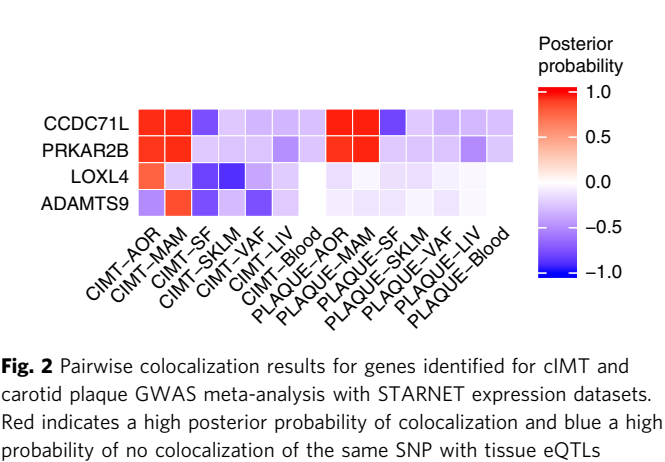 Posterior
probability
1.0
0.5
0.0
−0.5
−1.0
CCDC71L
PRKAR2B
LOXL4
ADAMTS9
CIMT−AOR
CIMT−MAM
CIMT−SF
CIMT−SKLM
CIMT−VAF
CIMT−LIV
CIMT−Blood
PLAQUE−AOR
PLAQUE−MAM
PLAQUE−SF
PLAQUE−SKLM
PLAQUE−VAF
PLAQUE−LIV
PLAQUE−Blood
Fig. 2 Pairwise colocalization results for genes identified for cIMT and
carotid plaque GWAS meta-analysis with STARNET expression datasets.
Red indicates a high posterior probability of colocalization and blue a high
probability of no colocalization of the same SNP with tissue eQTLs